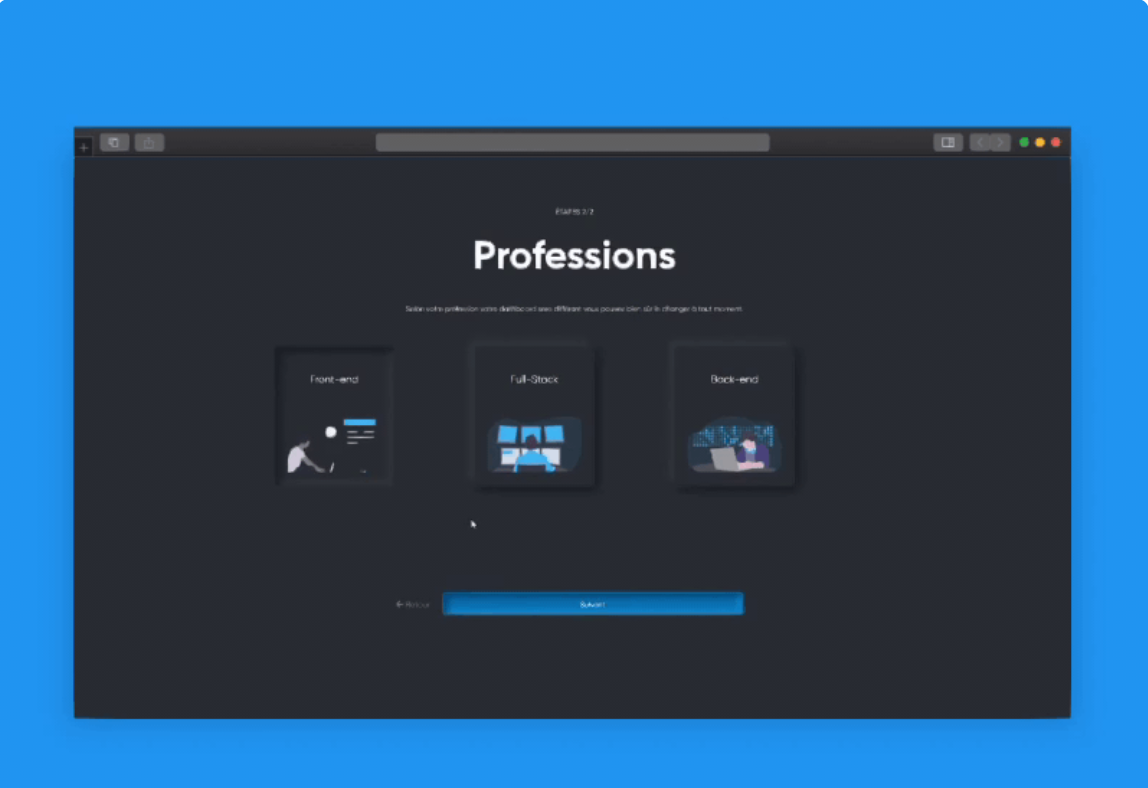 ÉTAPES 2/2
Professions
Selon votre profession votre dashboard sera différent vous pouvez bien sûr le changer à tout moment
Front-end Full-Stack Back-end
← Retour Suivant